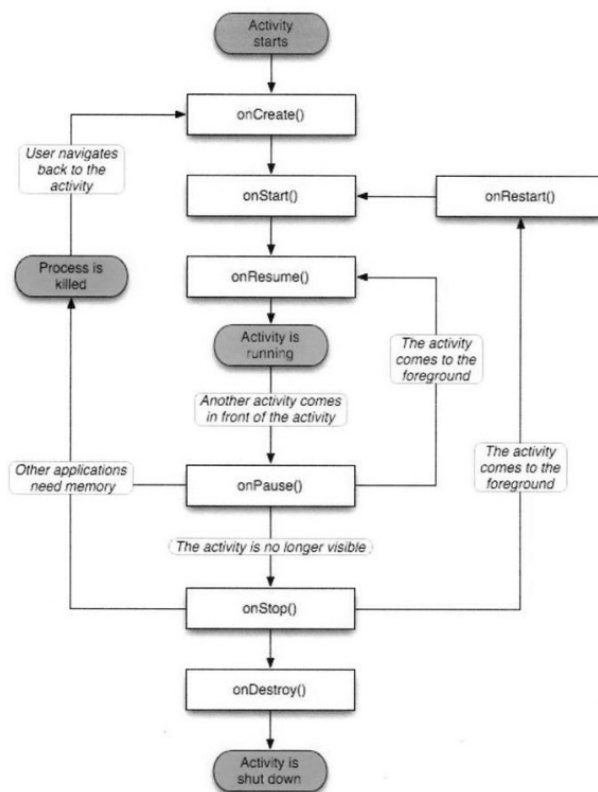 Activity
starts
onCreate()
User navigates
back to the
activity
onStart()
onRestart()
Process is
killed
onResume()
Activity is
running
The activity
comes to the
foreground
Another activity comes
in front of the activity
The activity
comes to the
foreground
Other applications
need memory
onPause()
The activity is no longer visible
onStop()
onDestroy()
Activity is
shut down